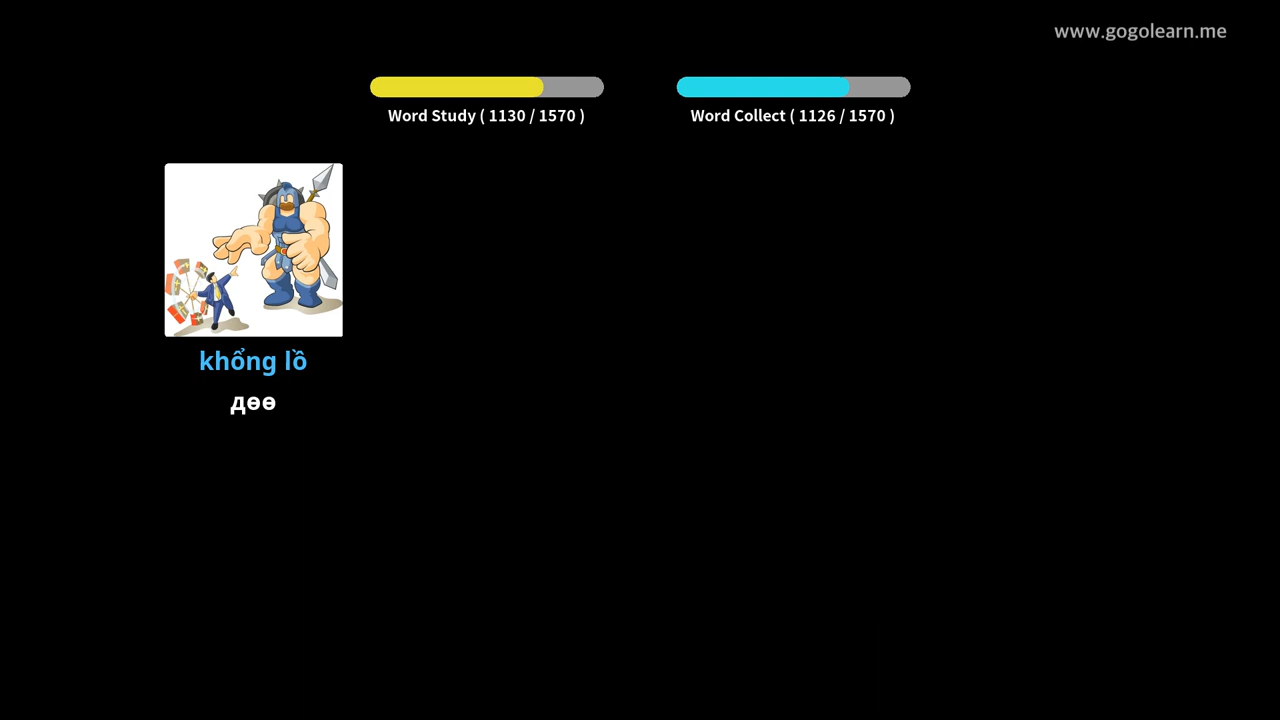 www.gogolearn.me
Word Study ( 1130 / 1570 )
Word Collect ( 1126 / 1570 )
khổng lồ
дөө